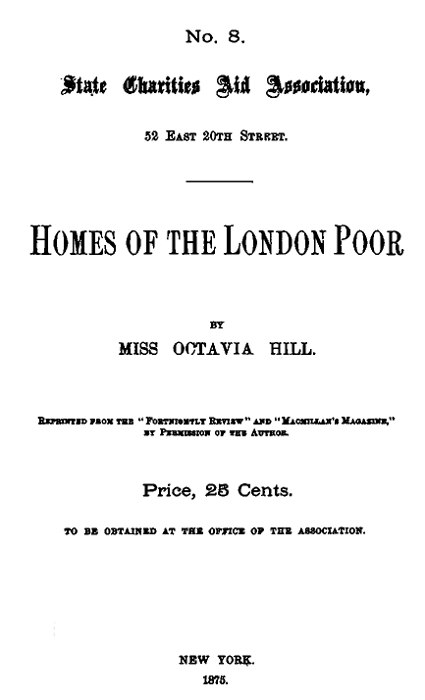 No. 8.
State Charities Aid Association,
52 East 20th Street.
Homes of the London Poor
BY
MISS OCTAVIA HILL.
Reprinted from the "Fortnightly Review" and "Macmillan's Magazine,"
by Permission of the Author.
Price, 25 Cents.
TO BE OBTAINED AT THE OFFICE OF THE ASSOCIATION.
NEW YORK.
1875.